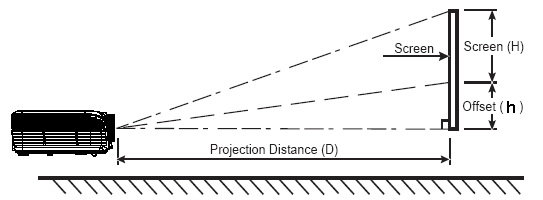 Screen
Screen (H)
Offset ( h )
Projection Distance (D)